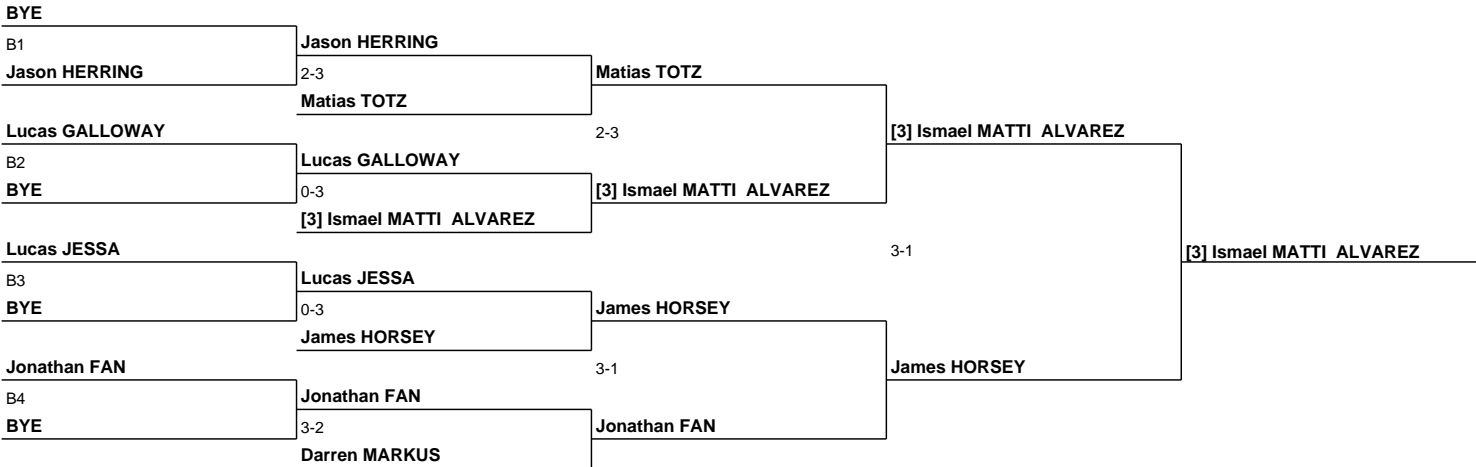 BYE
B1
Jason HERRING
Jason HERRING
2-3
Matias TOTZ
Matias TOTZ
Lucas GALLOWAY
2-3
[3] Ismael MATTI ALVAREZ
B2
Lucas GALLOWAY
BYE
0-3
[3] Ismael MATTI ALVAREZ
[3] Ismael MATTI ALVAREZ
Lucas JESSA
3-1
[3] Ismael MATTI ALVAREZ
B3
Lucas JESSA
BYE
0-3
James HORSEY
James HORSEY
Jonathan FAN
3-1
James HORSEY
B4
Jonathan FAN
BYE
3-2
Jonathan FAN
Darren MARKUS